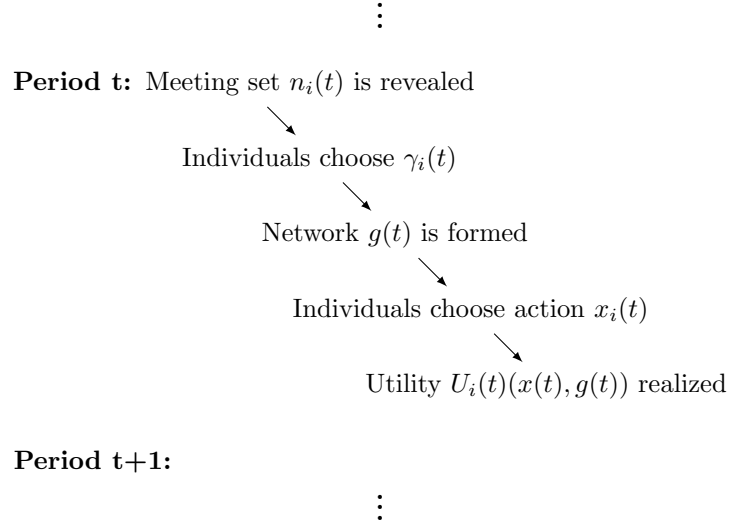 ⋮
Period t: Meeting set $n_i(t)$ is revealed
Individuals choose $\gamma_i(t)$
Network $g(t)$ is formed
Individuals choose action $x_i(t)$
Utility $U_i(t)(x(t), g(t))$ realized
Period t+1:
⋮